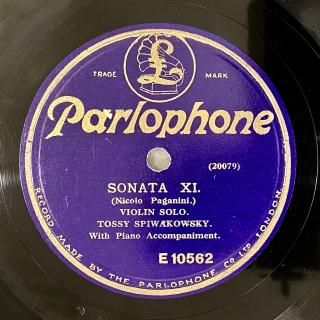 TRADE MARK
Parlophone
(20079)
SONATA XI.
(Nicolo Paganini.)
VIOLIN SOLO.
TOSSY SPIWAKOWSKY.
With Piano Accompaniment.
E 10562
RECORD MADE BY THE PARLOPHONE CO LTD LONDON